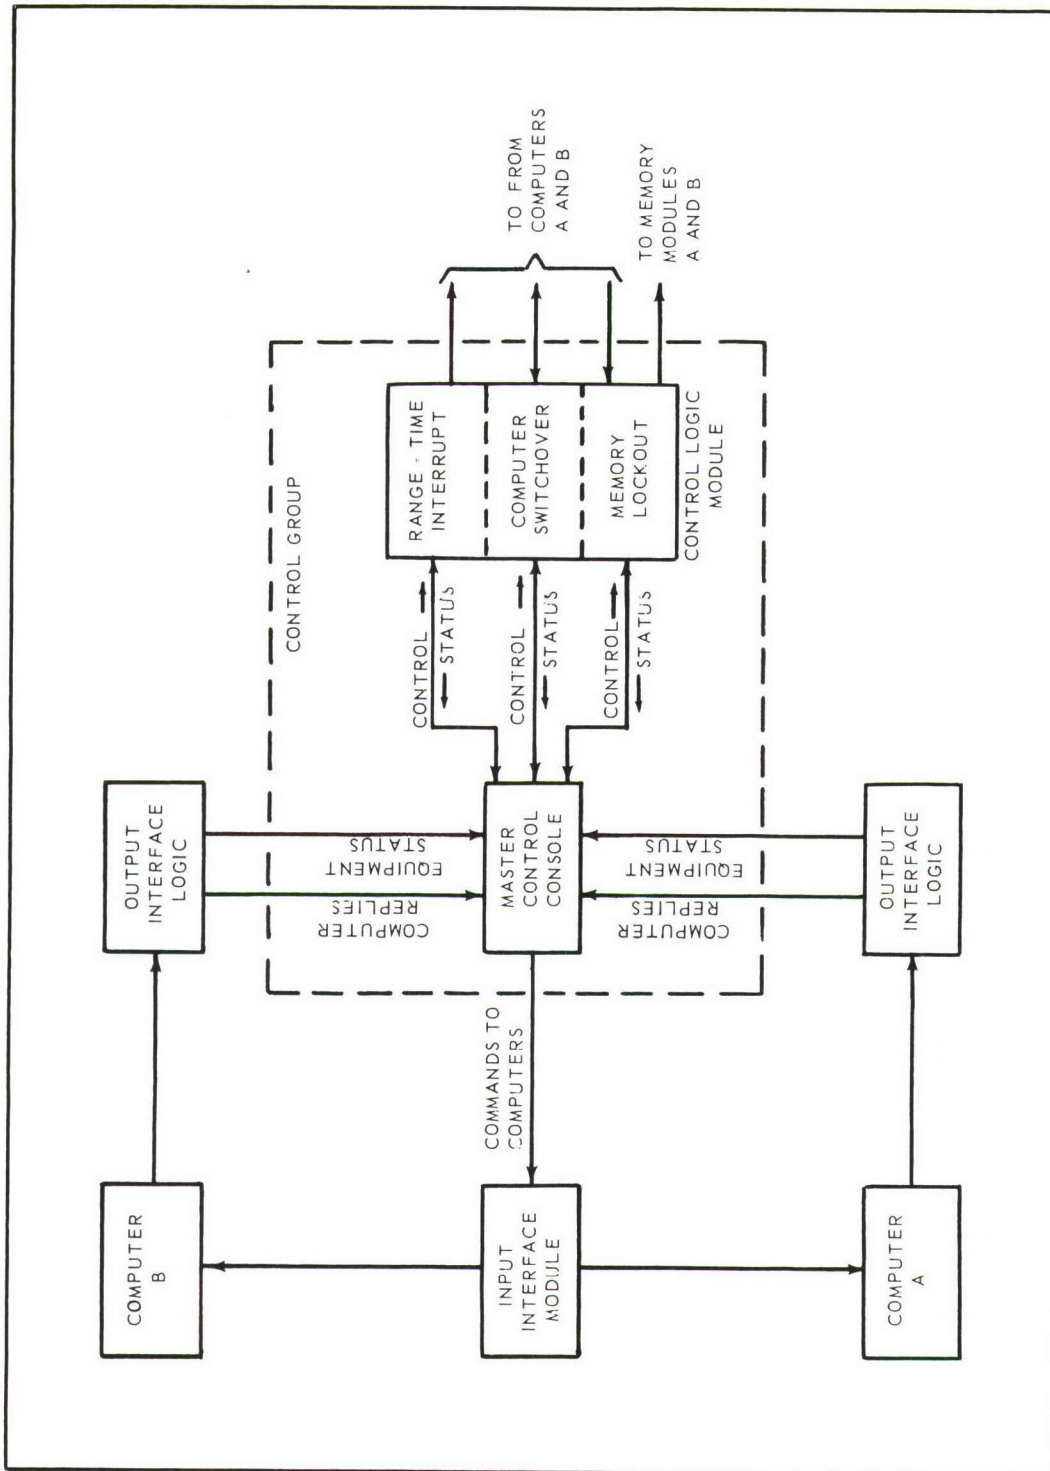 CONTROL GROUP
TO FROM
COMPUTERS
A AND B
TO MEMORY
MODULES
A AND B
RANGE - TIME
INTERRUPT
COMPUTER
SWITCHOVER
MEMORY
LOCKOUT
CONTROL LOGIC
MODULE
CONTROL
STATUS
CONTROL
STATUS
CONTROL
STATUS
OUTPUT
INTERFACE
LOGIC
EQUIPMENT
STATUS
COMPUTER
REPLIES
MASTER
CONTROL
CONSOLE
EQUIPMENT
STATUS
COMPUTER
REPLIES
OUTPUT
INTERFACE
LOGIC
COMMANDS TO
COMPUTERS
COMPUTER
B
INPUT
INTERFACE
MODULE
COMPUTER
A